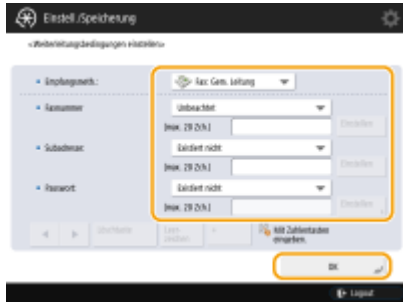 Einstell./Speicherung
<Weiterleitungsbedingungen einstellen>
Empfangsmeth.:
Fax: Gem. Leitung
Faxnummer
Unbeachtet
[max. 20 Zch.]
Einstellen
Subadresse:
Existiert nicht
[max. 20 Zch.]
Einstellen
Passwort
Existiert nicht
[max. 20 Zch.]
Einstellen
Mit Zahlentasten
eingeben.
OK
Logout